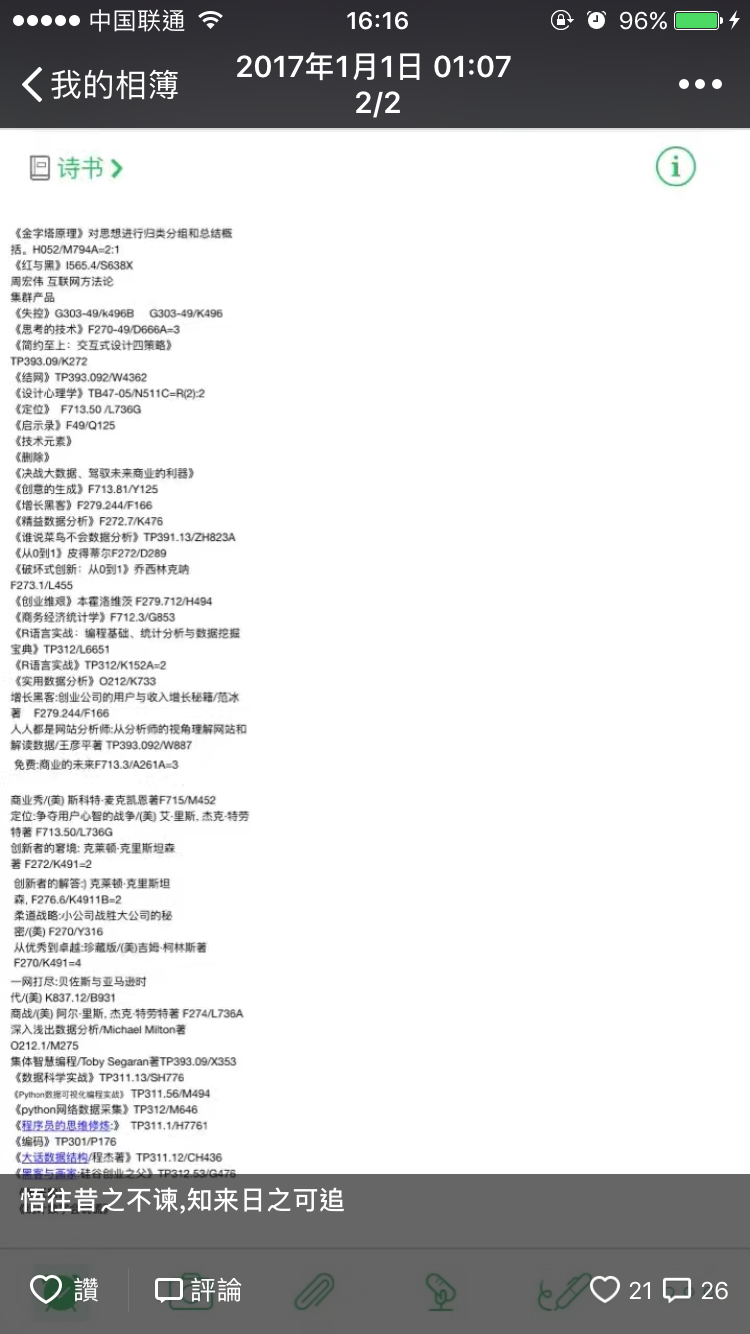 中国联通
16:16
96%
我的相簿
2017年1月1日 01:07
2/2
诗书
《金字塔原理》对思想进行归类分组和总结概
括。H052/M794A=2:1
《红与黑》I565.4/S638X
周宏伟 互联网方法论
集群产品
《失控》G303-49/k496B G303-49/K496
《思考的技术》F270-49/D666A=3
《简约至上：交互式设计四策略》
TP393.09/K272
《结网》TP393.092/W4362
《设计心理学》TB47-05/N511C=R(2):2
《定位》 F713.50 /L736G
《启示录》F49/Q125
《技术元素》
《删除》
《决战大数据、驾驭未来商业的利器》
《创意的生成》F713.81/Y125
《增长黑客》F279.244/F166
《精益数据分析》F272.7/K476
《谁说菜鸟不会数据分析》TP391.13/ZH823A
《从0到1》皮得蒂尔F272/D289
《破坏式创新：从0到1》乔西林克呐
F273.1/L455
《创业维艰》本霍洛维茨 F279.712/H494
《商务经济统计学》F712.3/G853
《R语言实战：编程基础、统计分析与数据挖掘
宝典》TP312/L6651
《R语言实战》TP312/K152A=2
《实用数据分析》O212/K733
增长黑客:创业公司的用户与收入增长秘籍/范冰
著 F279.244/F166
人人都是网站分析师:从分析师的视角理解网站和
解读数据/王彦平著 TP393.092/W887
免费:商业的未来F713.3/A261A=3
商业秀/(美) 斯科特·麦克凯恩著F715/M452
定位:争夺用户心智的战争/(美) 艾·里斯, 杰克·特劳
特著 F713.50/L736G
创新者的窘境: 克莱顿·克里斯坦森
著 F272/K491=2
创新者的解答:) 克莱顿·克里斯坦
森, F276.6/K4911B=2
柔道战略:小公司战胜大公司的秘
密/(美) F270/Y316
从优秀到卓越:珍藏版/(美)吉姆·柯林斯著
F270/K491=4
一网打尽:贝佐斯与亚马逊时
代/(美) K837.12/B931
商战/(美) 阿尔·里斯, 杰克·特劳特著 F274/L736A
深入浅出数据分析/Michael Milton著
O212.1/M275
集体智慧编程/Toby Segaran著TP393.09/X353
《数据科学实战》TP311.13/SH776
《Python数据可视化编程实战》 TP311.56/M494
《python网络数据采集》TP312/M646
《程序员的思维修炼:》 TP311.1/H7761
《编码》TP301/P176
《大话数据结构/程杰著》TP311.12/CH436
《黑客与画家:硅谷创业之父》TP312.53/G476
悟往昔之不谏,知来日之可追
讚
評論
21
26